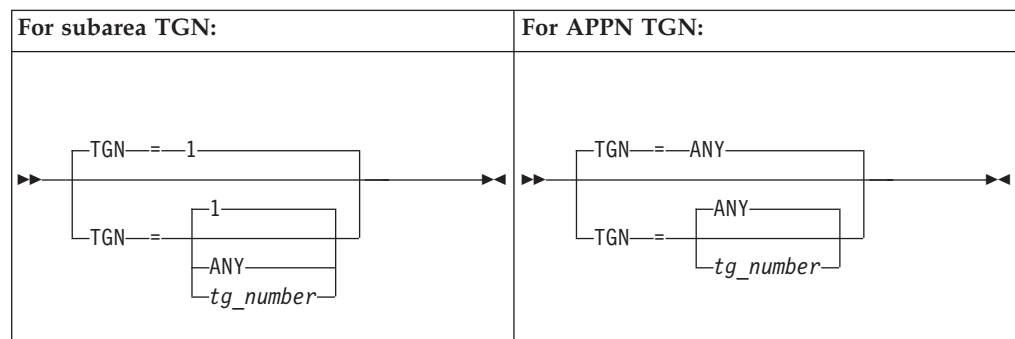 For subarea TGN:
TGN = 1
TGN =
1
ANY
tg_number
For APPN TGN:
TGN = ANY
TGN =
ANY
tg_number